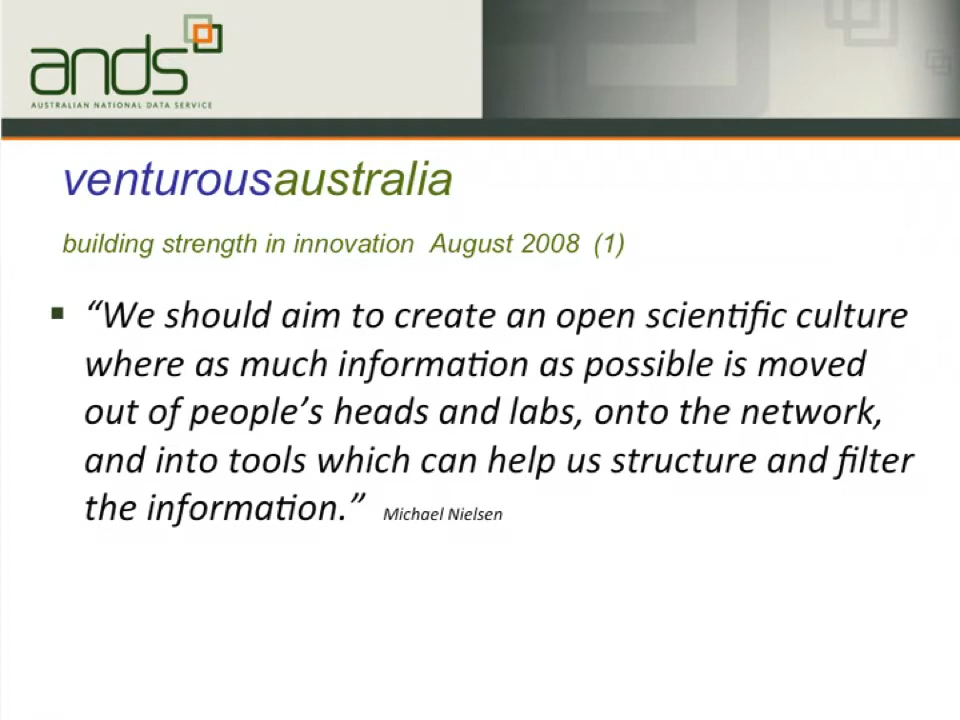 ands
AUSTRALIAN NATIONAL DATA SERVICE
venturousaustralia
building strength in innovation August 2008 (1)
▪ “We should aim to create an open scientific culture
where as much information as possible is moved
out of people’s heads and labs, onto the network,
and into tools which can help us structure and filter
the information.” Michael Nielsen